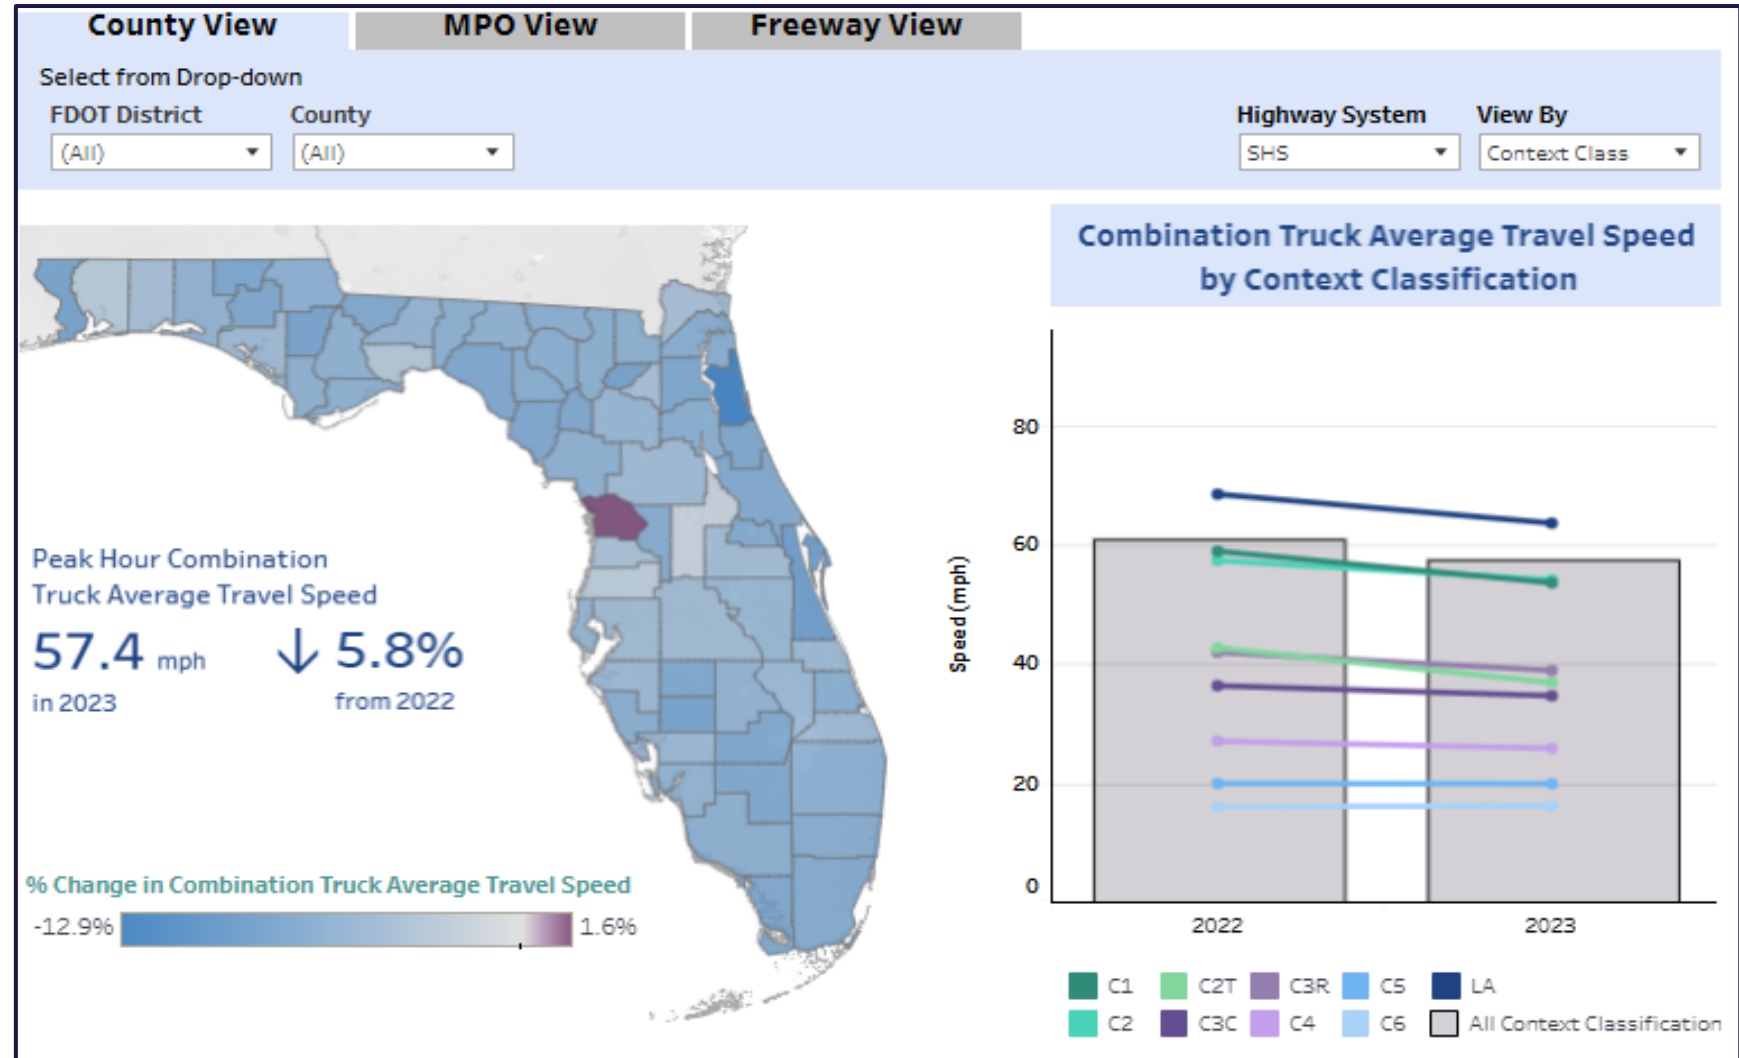 County View
MPO View
Freeway View
Select from Drop-down
FDOT District
County
Highway System
View By
(All)
(All)
SHS
Context Class
Combination Truck Average Travel Speed
by Context Classification
Peak Hour Combination
Truck Average Travel Speed
57.4 mph
in 2023
↓ 5.8%
from 2022
% Change in Combination Truck Average Travel Speed
-12.9%
1.6%
Speed (mph)
80
60
40
20
0
2022
2023
C1
C2T
C3R
C5
LA
C2
C3C
C4
C6
All Context Classification